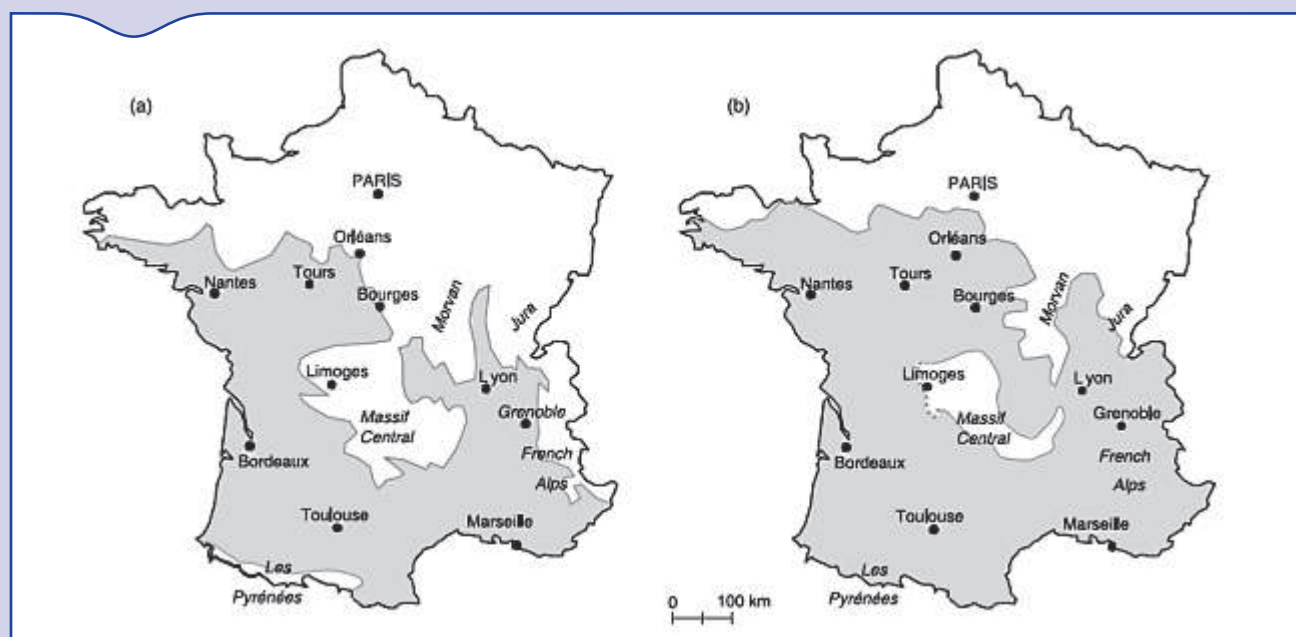 (a)
PARIS
Orléans
Nantes
Tours
Bourges
Morvan
Jura
Limoges
Lyon
Massif
Central
Grenoble
French
Alps
Bordeaux
Toulouse
Marseille
Les
Pyrénées
(b)
PARIS
Orléans
Tours
Nantes
Bourges
Morvan
Jura
Limoges
Lyon
Massif
Central
Grenoble
French
Alps
Bordeaux
Toulouse
Marseille
Les
Pyrénées
0 100 km